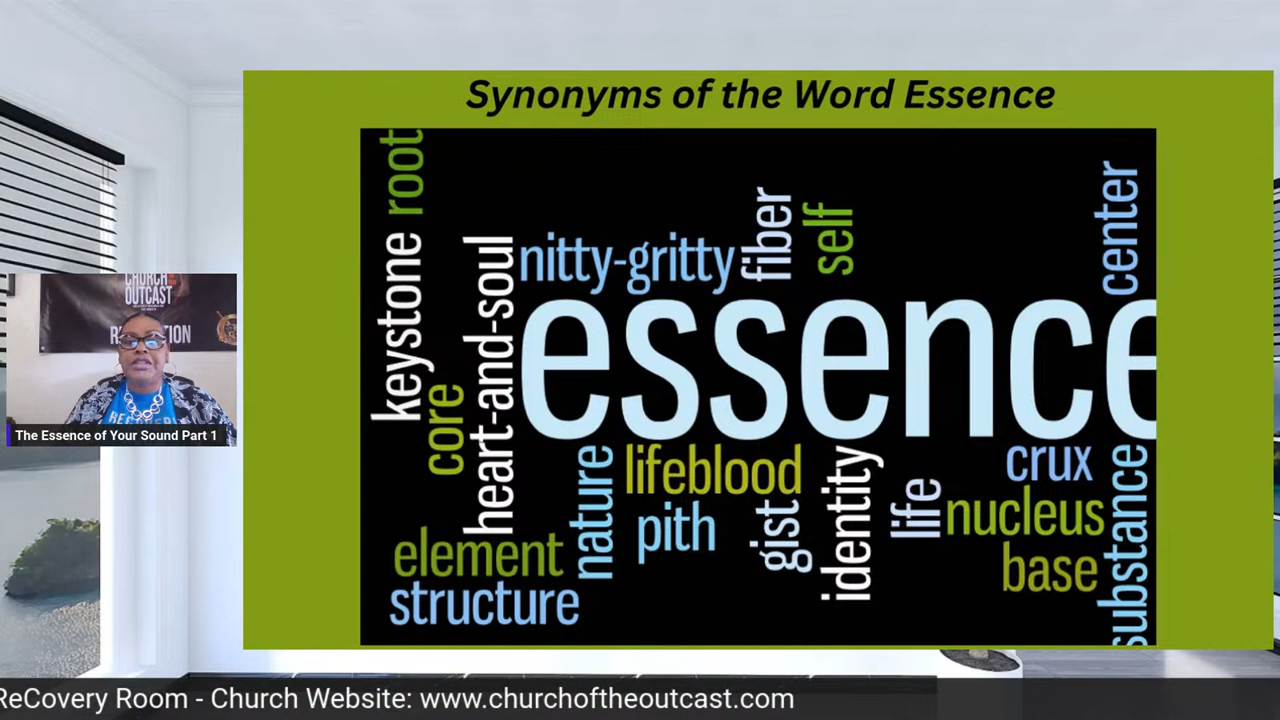 Synonyms of the Word Essence
root
keystone
core
heart-and-soul
nitty-gritty
fiber
self
center
essence
nature
lifeblood
pith
gist
identity
life
crux
nucleus
base
substance
element
structure
CHURCH
OUTCAST
The Essence of Your Sound Part 1
ReCovery Room - Church Website: www.churchoftheoutcast.com